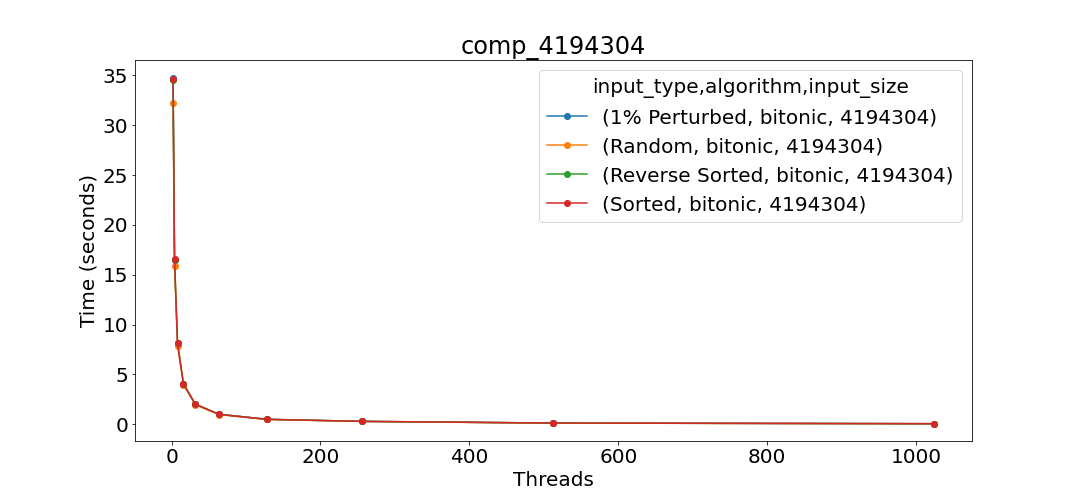 comp_4194304
input_type,algorithm,input_size
(1% Perturbed, bitonic, 4194304)
(Random, bitonic, 4194304)
(Reverse Sorted, bitonic, 4194304)
(Sorted, bitonic, 4194304)
Time (seconds)
35
30
25
20
15
10
5
0
0 200 400 600 800 1000
Threads